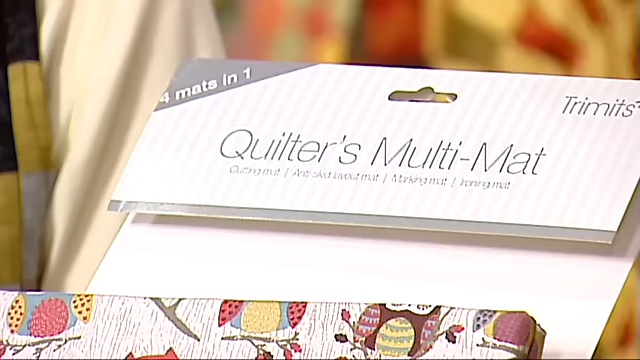 4 mats in 1
Trimits
Quilter's Multi-Mat
Cutting mat | Anti-skid layout mat | Marking mat | Ironing mat